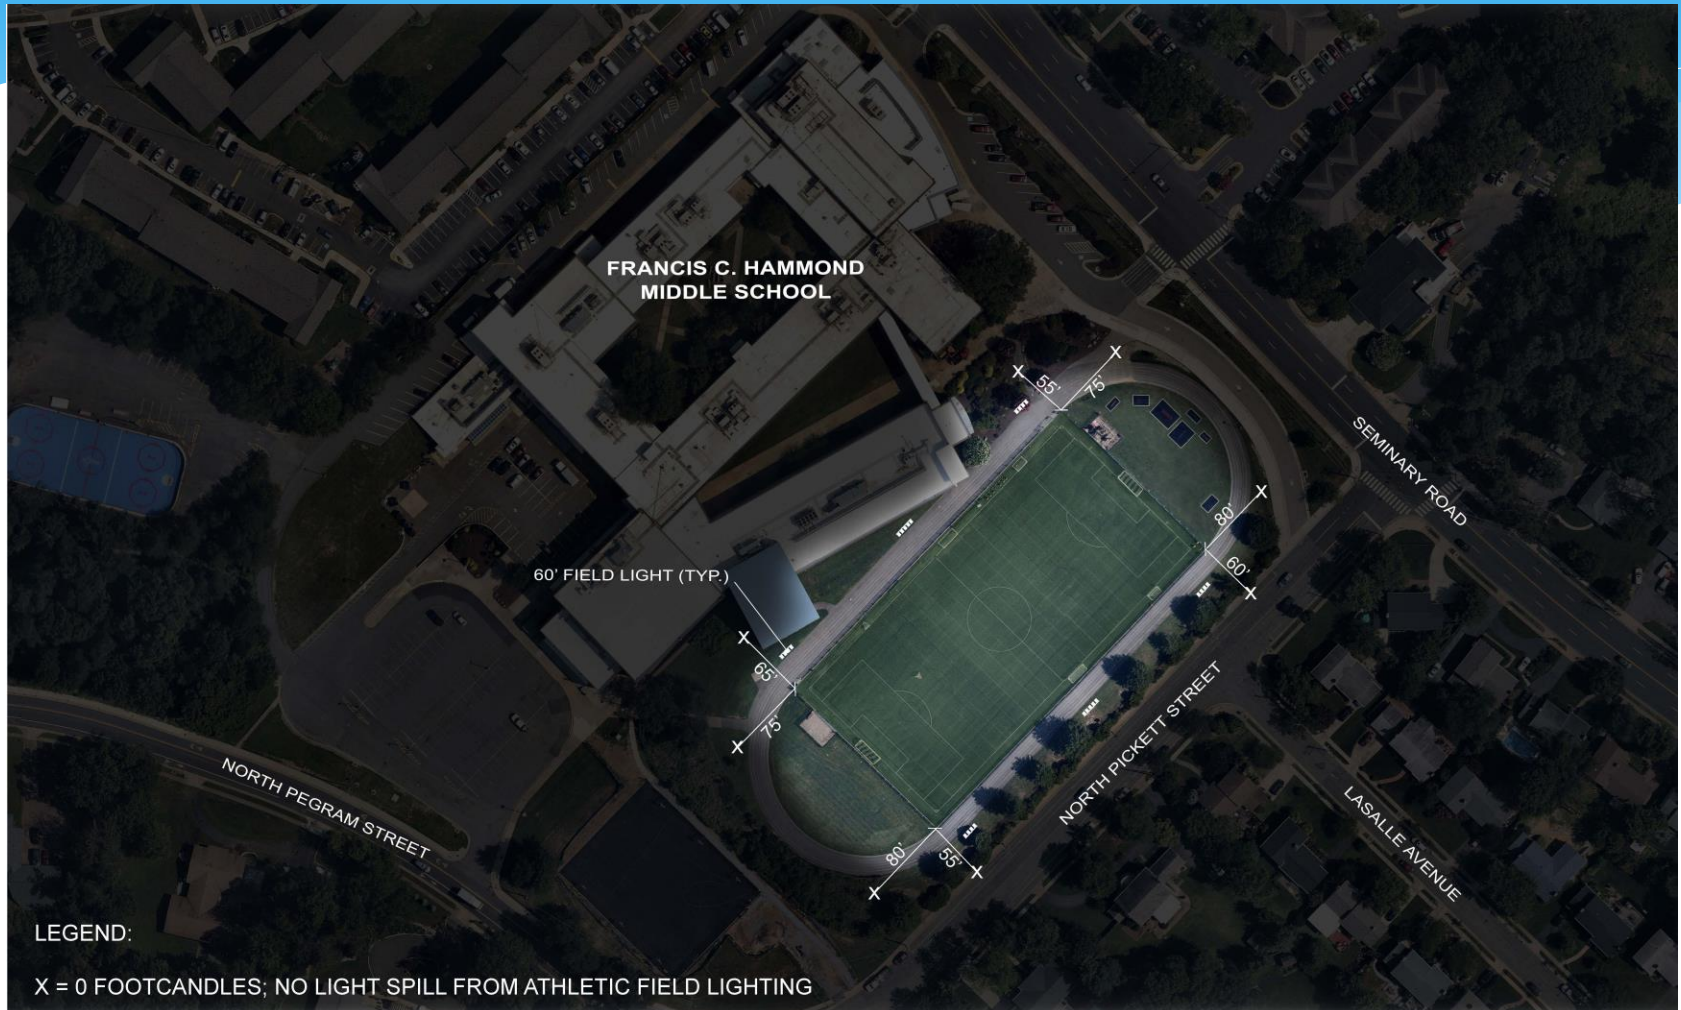 FRANCIS C. HAMMOND
MIDDLE SCHOOL
X
X
55'
75'
SEMINARY ROAD
X
80'
60'
X
60' FIELD LIGHT (TYP.)
X
65'
75'
X
NORTH PICKETT STREET
NORTH PEGRAM STREET
LASALLE AVENUE
80'
55'
X
X
LEGEND:
X = 0 FOOTCANDLES; NO LIGHT SPILL FROM ATHLETIC FIELD LIGHTING